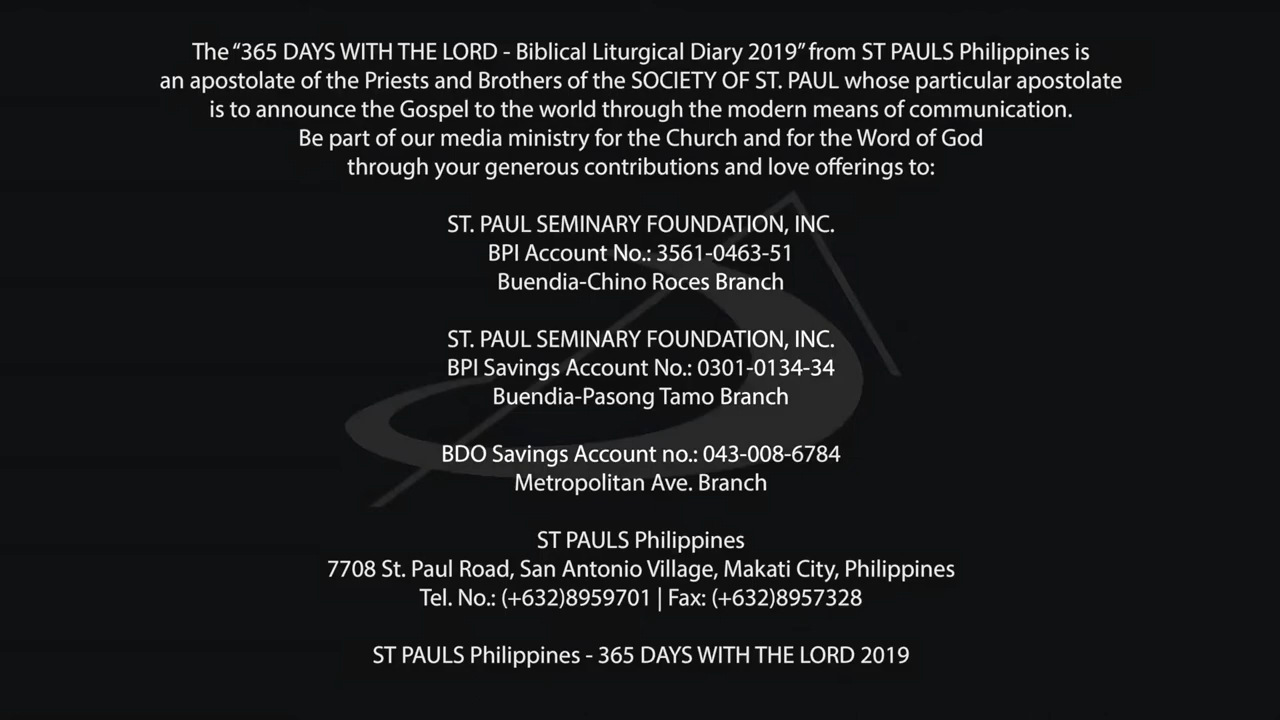 The “365 DAYS WITH THE LORD - Biblical Liturgical Diary 2019” from ST PAULS Philippines is
an apostolate of the Priests and Brothers of the SOCIETY OF ST. PAUL whose particular apostolate
is to announce the Gospel to the world through the modern means of communication.
Be part of our media ministry for the Church and for the Word of God
through your generous contributions and love offerings to:
ST. PAUL SEMINARY FOUNDATION, INC.
BPI Account No.: 3561-0463-51
Buendia-Chino Roces Branch
ST. PAUL SEMINARY FOUNDATION, INC.
BPI Savings Account No.: 0301-0134-34
Buendia-Pasong Tamo Branch
BDO Savings Account no.: 043-008-6784
Metropolitan Ave. Branch
ST PAULS Philippines
7708 St. Paul Road, San Antonio Village, Makati City, Philippines
Tel. No.: (+632)8959701 | Fax: (+632)8957328
ST PAULS Philippines - 365 DAYS WITH THE LORD 2019